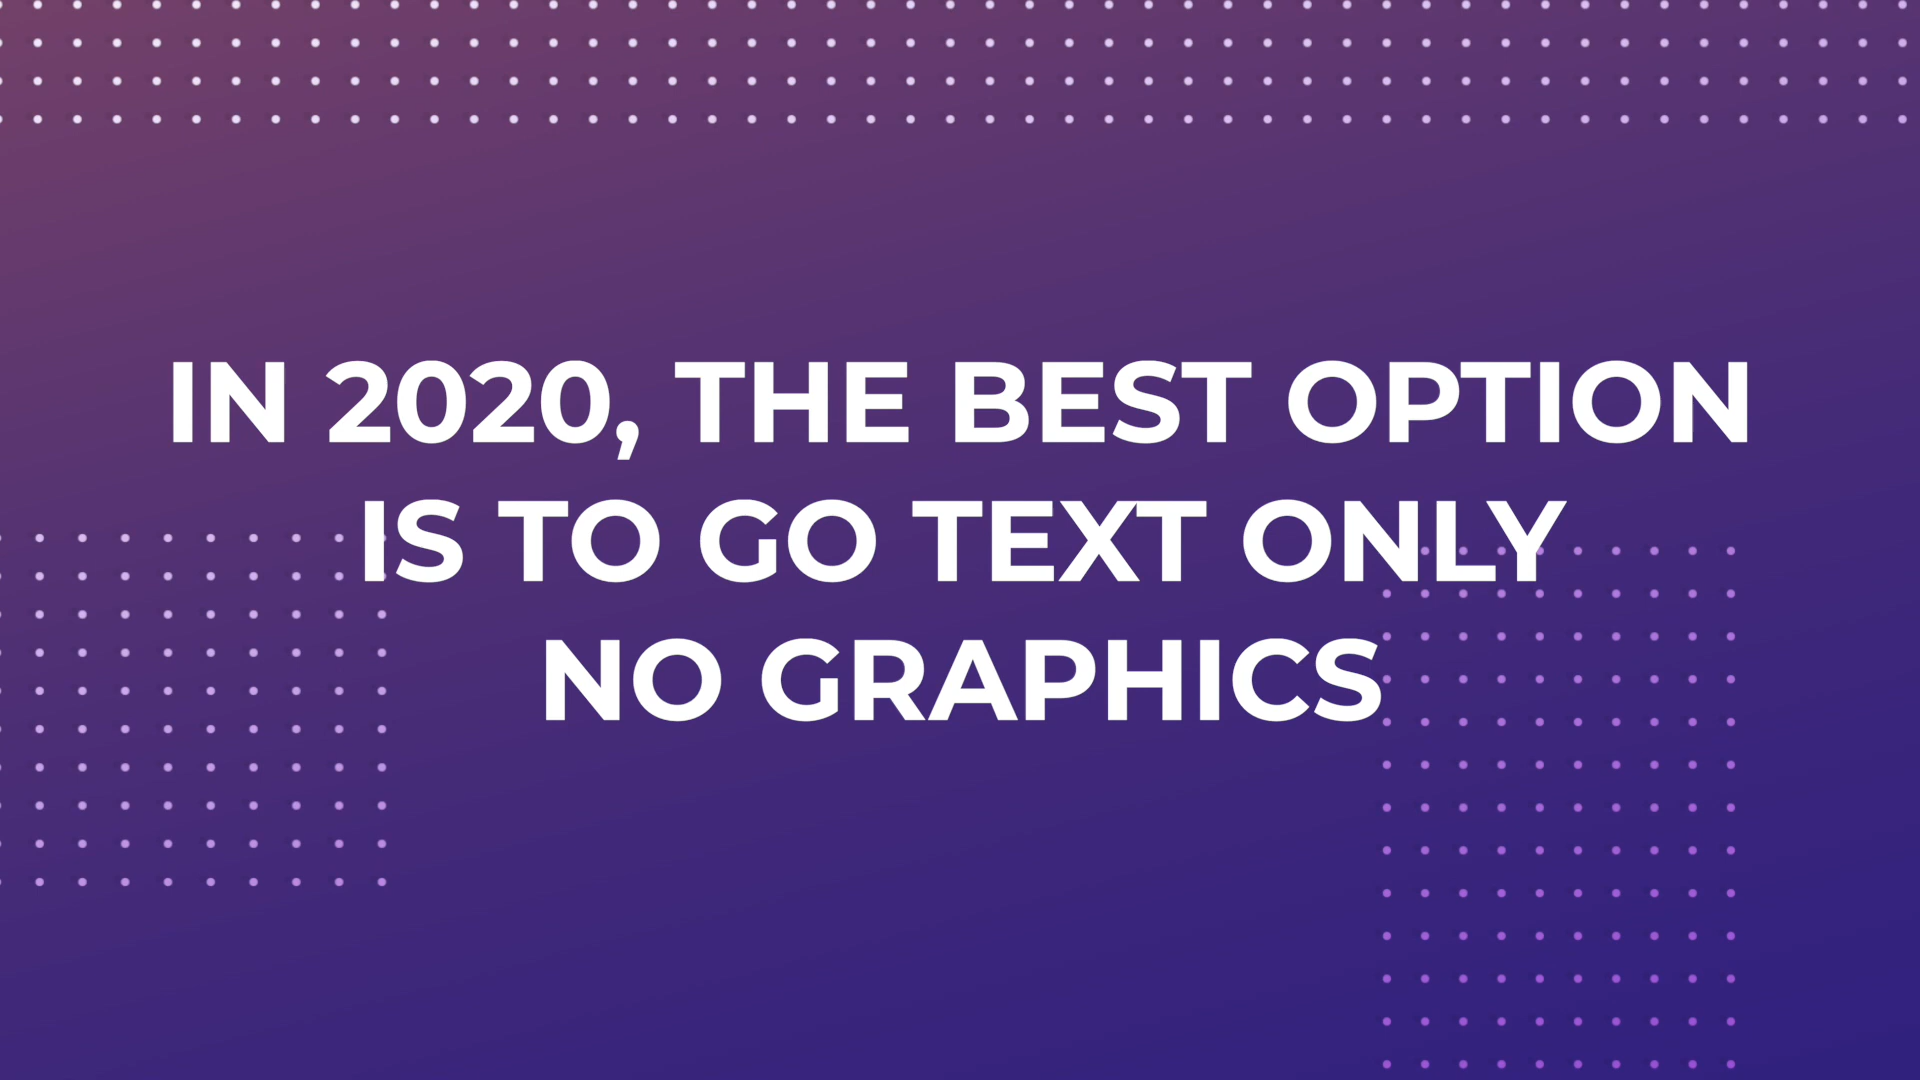 IN 2020, THE BEST OPTION
IS TO GO TEXT ONLY
NO GRAPHICS